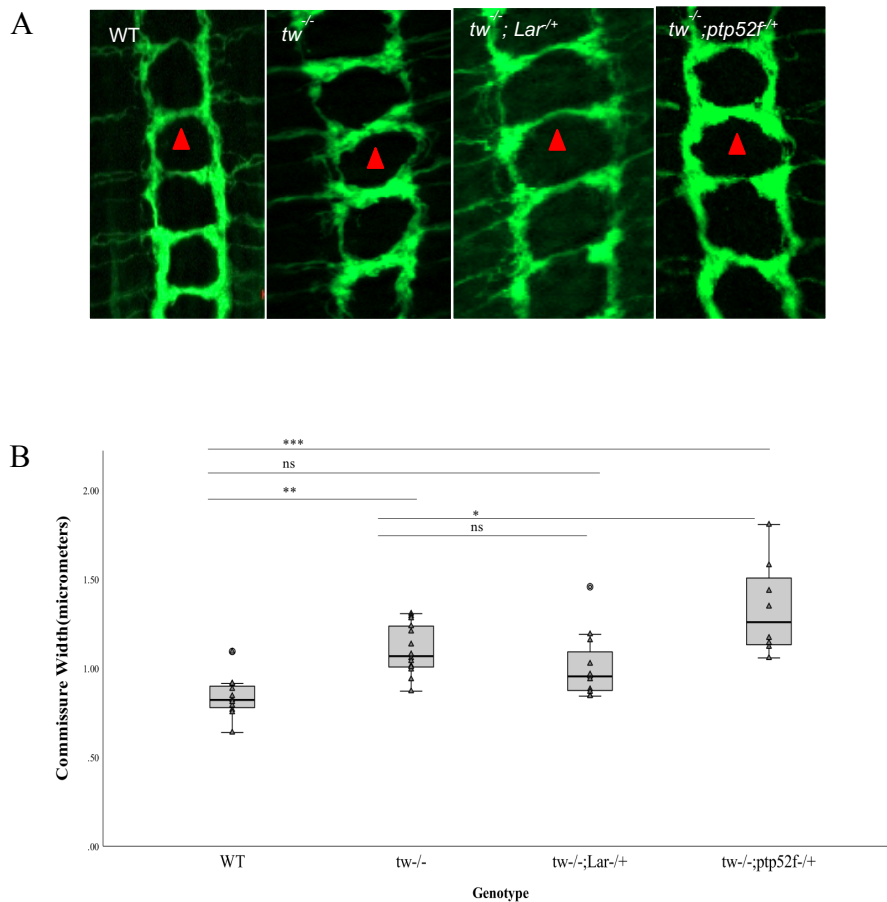 A
WT
tw-/-
tw-/-; Lar-/+
tw-/-;ptp52f-/+
B
***
ns
**
*
ns
2.00
1.50
1.00
.50
.00
Commissure Width(micrometers)
WT
tw-/-
tw-/-;Lar-/+
tw-/-;ptp52f-/+
Genotype